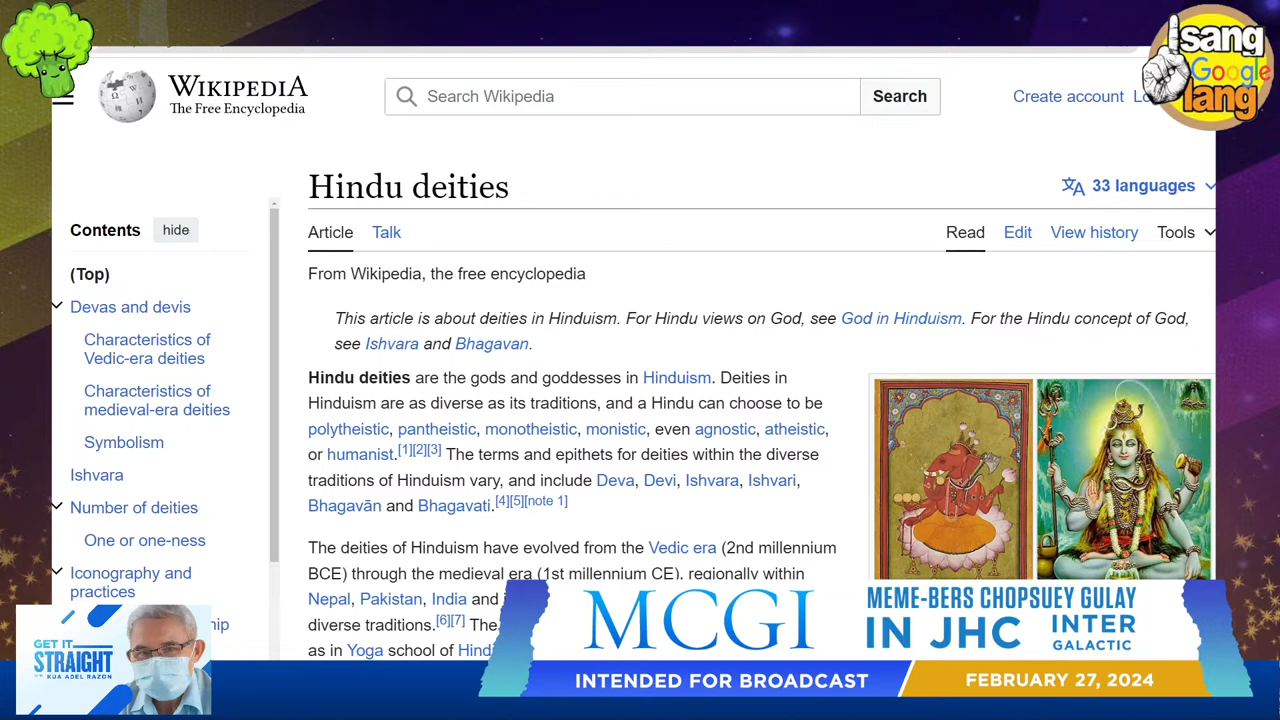 WIKIPEDIA
The Free Encyclopedia
Search Wikipedia
Search
Create account
Isang
Google
lang
Hindu deities
33 languages
Contents
hide
Article
Talk
Read
Edit
View history
Tools
(Top)
Devas and devis
Characteristics of
Vedic-era deities
Characteristics of
medieval-era deities
Symbolism
Ishvara
Number of deities
One or one-ness
Iconography and
practices
From Wikipedia, the free encyclopedia
This article is about deities in Hinduism. For Hindu views on God, see God in Hinduism. For the Hindu concept of God,
see Ishvara and Bhagavan.
Hindu deities are the gods and goddesses in Hinduism. Deities in
Hinduism are as diverse as its traditions, and a Hindu can choose to be
polytheistic, pantheistic, monotheistic, monistic, even agnostic, atheistic,
or humanist.[1][2][3] The terms and epithets for deities within the diverse
traditions of Hinduism vary, and include Deva, Devi, Ishvara, Ishvari,
Bhagavān and Bhagavati.[4][5][note 1]
The deities of Hinduism have evolved from the Vedic era (2nd millennium
BCE) through the medieval era (1st millennium CE), regionally within
Nepal, Pakistan, India and
diverse traditions.[6][7] The
as in Yoga school of
GET IT
STRAIGHT
WITH KUA ADEL RAZON
MCGI
MEME-BERS CHOPSUEY GULAY
IN JHC
INTER
GALACTIC
INTENDED FOR BROADCAST
FEBRUARY 27, 2024